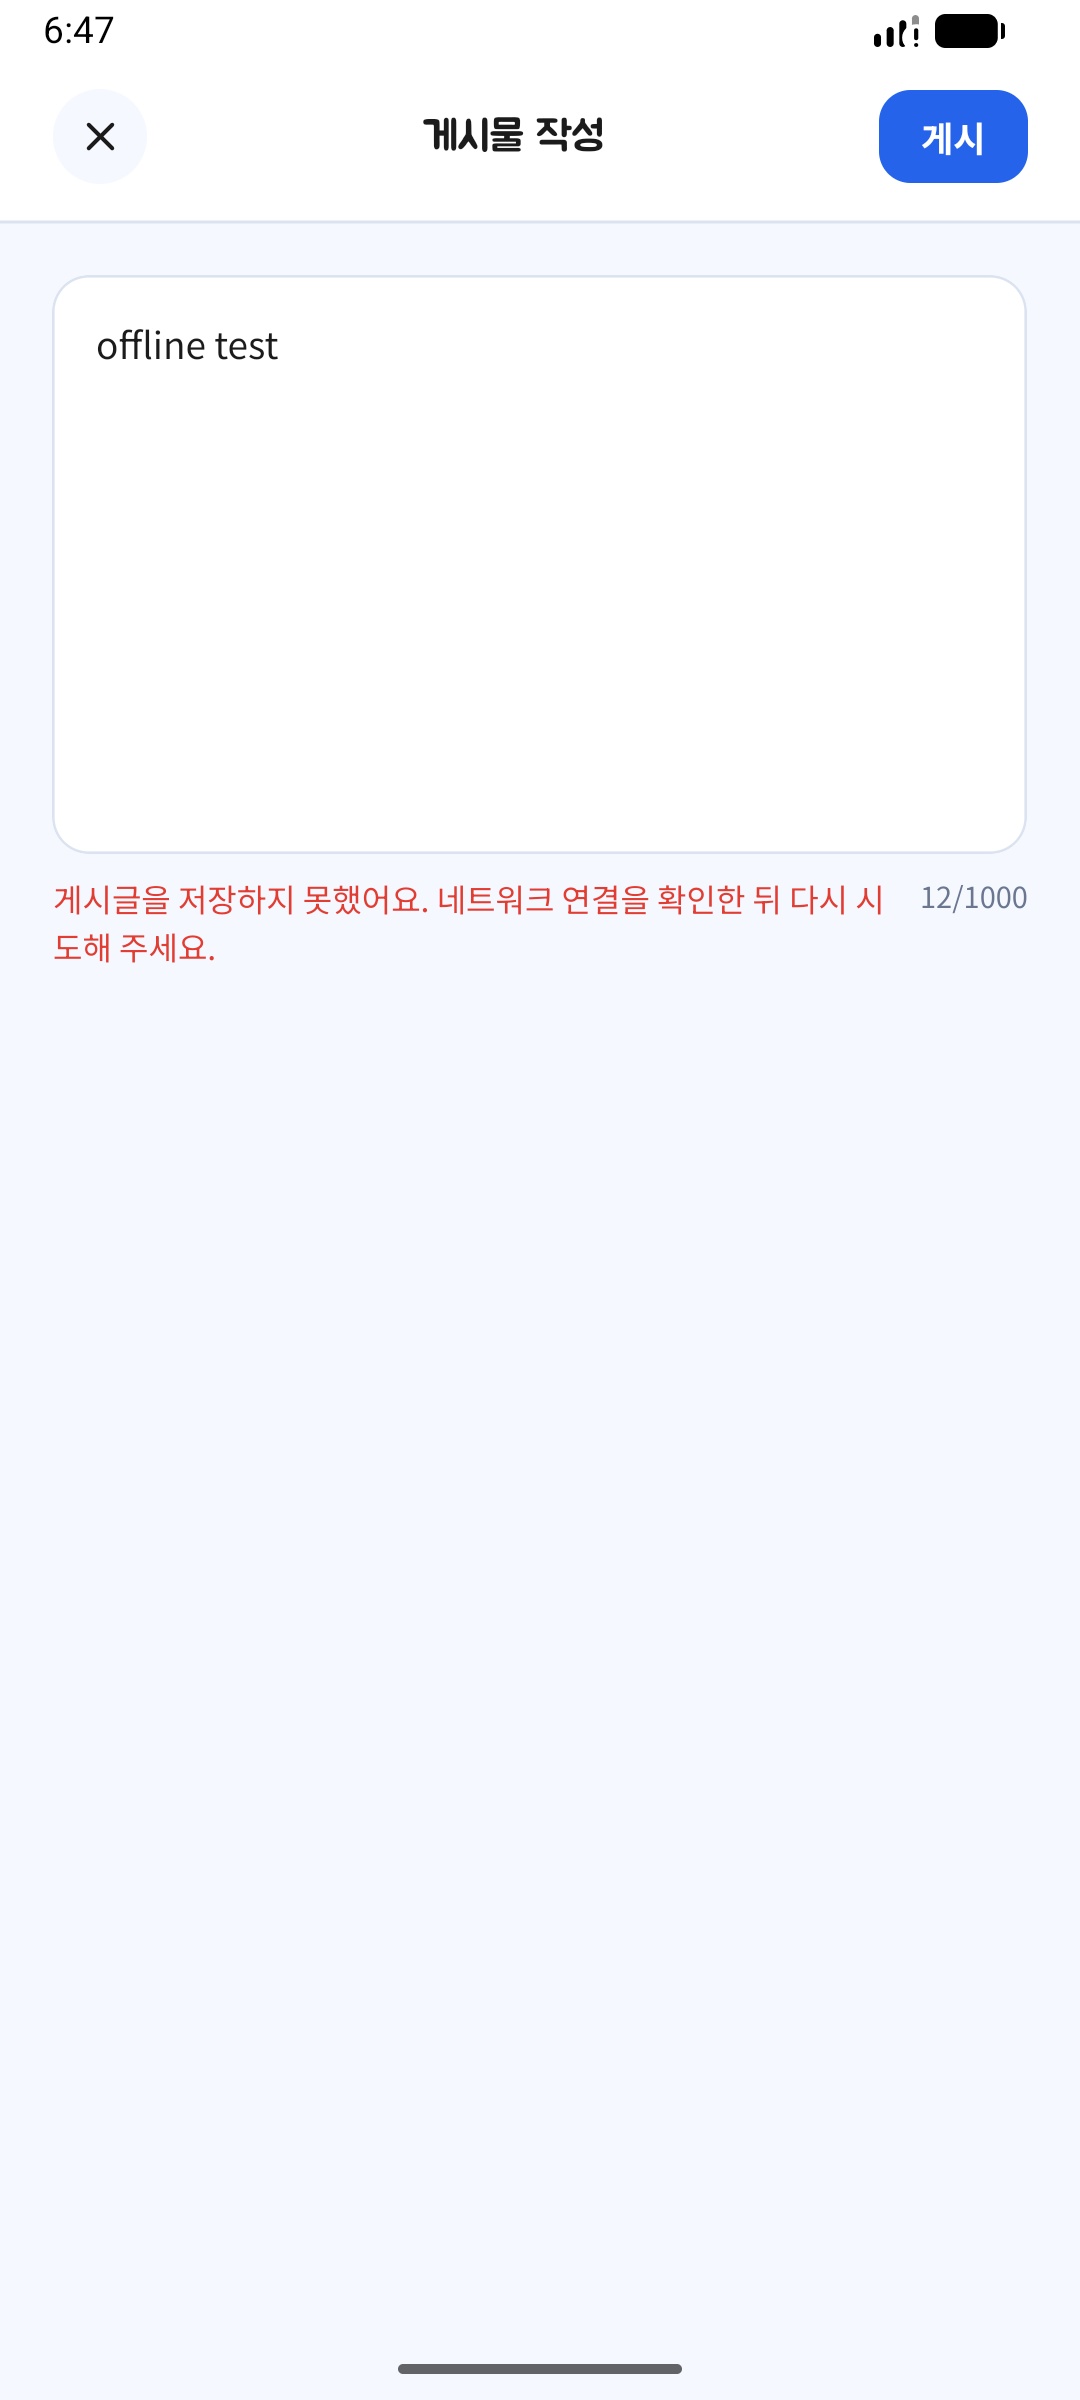 6:47
게시물 작성
게시
offline test
게시글을 저장하지 못했어요. 네트워크 연결을 확인한 뒤 다시 시
도해 주세요.
12/1000